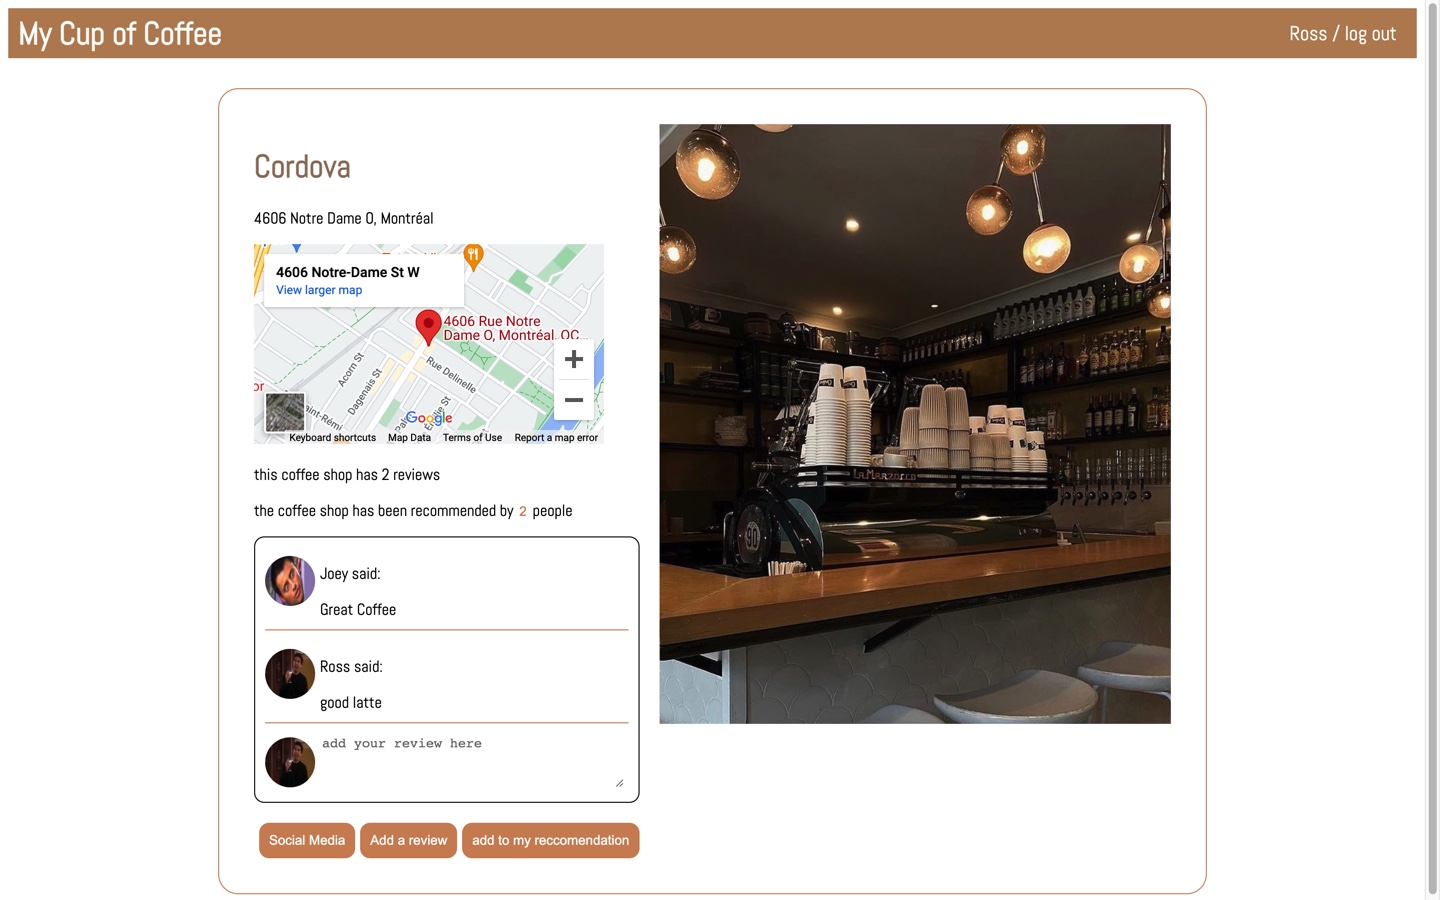 My Cup of Coffee
Ross / log out
Cordova
4606 Notre Dame O, Montréal
4606 Notre-Dame St W
View larger map
4606 Rue Notre
Dame O, Montréal, QC...
Acorn St
Dagenais St
Rue Delinelle
aint-Rémi
Google
Keyboard shortcuts
Map Data
Terms of Use
Report a map error
this coffee shop has 2 reviews
the coffee shop has been recommended by 2 people
Joey said:
Great Coffee
Ross said:
good latte
add your review here
Social Media
Add a review
add to my reccomendation
La Marzocco
90